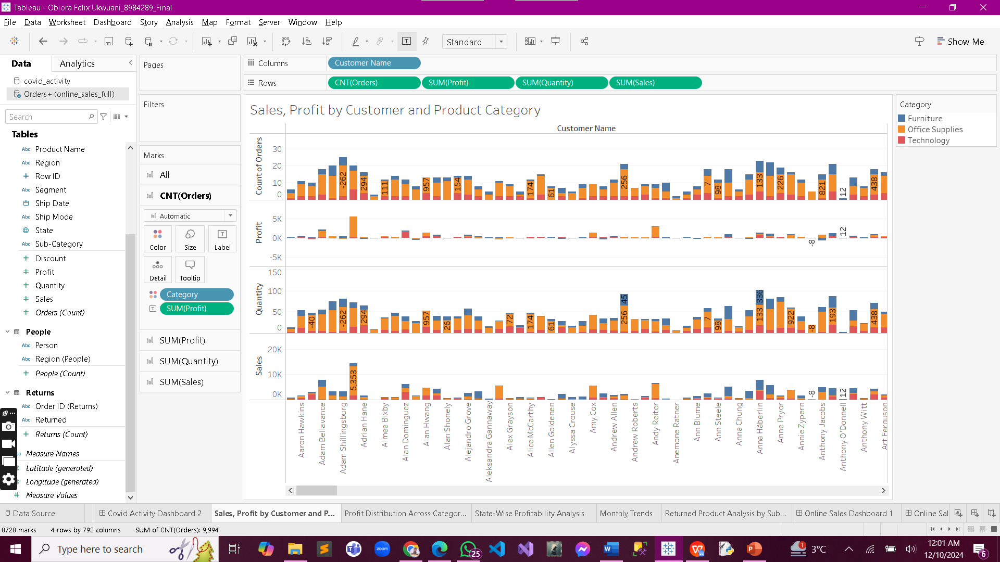 Tableau - Obiora Felix Ukwuani_8984289_Final
File Data Worksheet Dashboard Story Analysis Map Format Server Window Help
Standard
Show Me
Data Analytics
covid_activity
Orders+ (online_sales_full)
Search
Tables
Abc Product Name
Abc Region
# Row ID
Abc Segment
Ship Date
Abc Ship Mode
State
Abc Sub-Category
# Discount
# Profit
# Quantity
# Sales
# Orders (Count)
People
Abc Person
Abc Region (People)
# People (Count)
Returns
Abc Order ID (Returns)
Abc Returned
# Returns (Count)
Measure Names
Latitude (generated)
Longitude (generated)
# Measure Values
Pages
Filters
Marks
All
CNT(Orders)
Automatic
Color Size Label
Detail Tooltip
Category
SUM(Profit)
SUM(Profit)
SUM(Quantity)
SUM(Sales)
Columns Customer Name
Rows CNT(Orders) SUM(Profit) SUM(Quantity) SUM(Sales)
Sales, Profit by Customer and Product Category
Customer Name
Count of Orders
30
20
10
0
-262 294 111 957 154 174 61 256 7 98 133 226 821 12 438
Profit
5K
0K
-5K
-8 12
Quantity
150
100
50
0
-40 -262 294 957 26 72 174 61 45 256 7 98 336 133 922 -8 193 438
Sales
20K
10K
0K
5,353 -8 12
Aaron Hawkins
Adam Bellavance
Adam Shillingsburg
Adrian Hane
Aimee Bixby
Alan Dominguez
Alan Hwang
Alan Shonely
Alejandro Grove
Aleksandra Gannaway
Alex Grayson
Alice McCarthy
Allen Goldenen
Alyssa Crouse
Amy Cox
Andrew Allen
Andrew Roberts
Andy Reiter
Anemone Ratner
Ann Blume
Ann Steele
Anna Chung
Anna Häberlin
Anne Pryor
Annie Zypern
Anthony Jacobs
Anthony O'Donnell
Anthony Witt
Art Ferguson
Category
Furniture
Office Supplies
Technology
Data Source
Covid Activity Dashboard 2
Sales, Profit by Customer and P...
Profit Distribution Across Categor...
State-Wise Profitability Analysis
Monthly Trends
Returned Product Analysis by Sub...
Online Sales Dashboard 1
Online Sal
8728 marks 4 rows by 793 columns SUM of CNT(Orders): 9,994
Type here to search
zoom
25
1
3°C
12:01 AM
12/10/2024
6